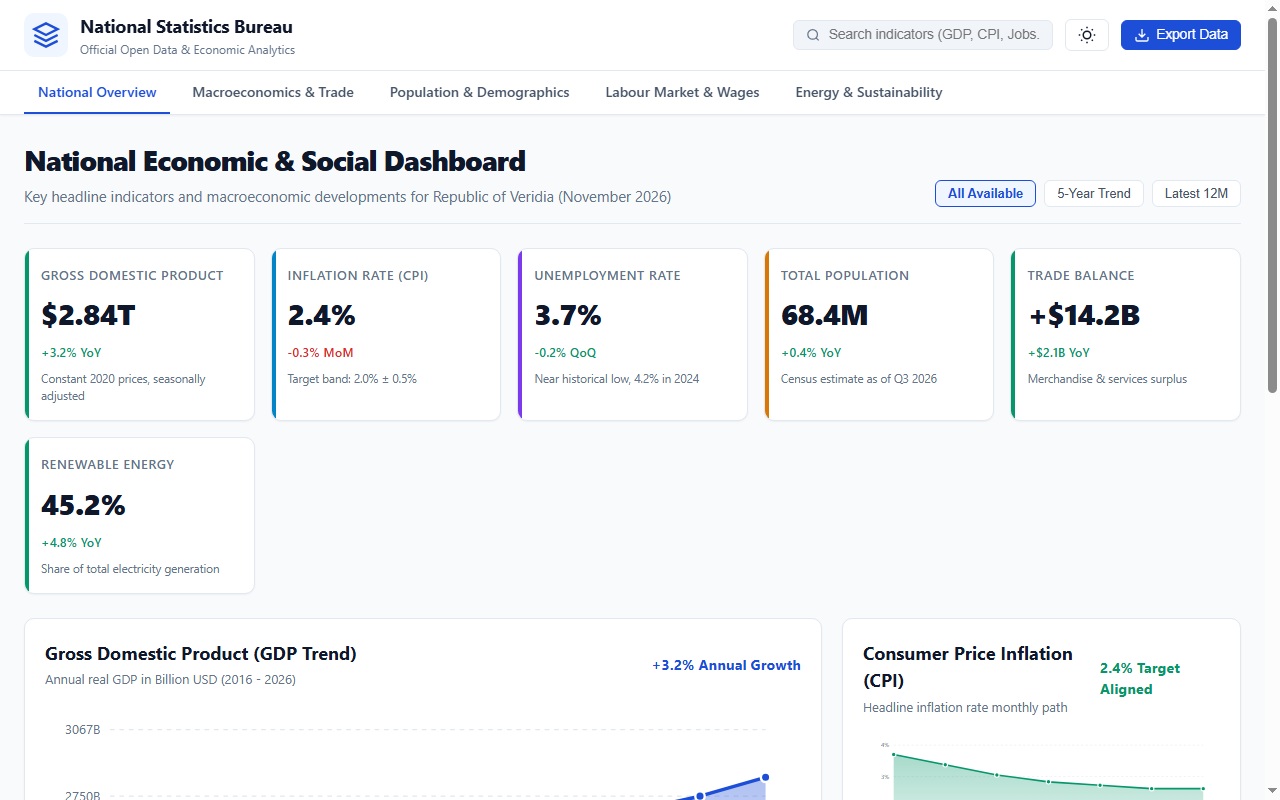 National Statistics Bureau
Official Open Data & Economic Analytics
Search indicators (GDP, CPI, Jobs.
Export Data
National Overview
Macroeconomics & Trade
Population & Demographics
Labour Market & Wages
Energy & Sustainability
National Economic & Social Dashboard
Key headline indicators and macroeconomic developments for Republic of Veridia (November 2026)
All Available
5-Year Trend
Latest 12M
GROSS DOMESTIC PRODUCT
$2.84T
+3.2% YoY
Constant 2020 prices, seasonally
adjusted
INFLATION RATE (CPI)
2.4%
-0.3% MoM
Target band: 2.0% ± 0.5%
UNEMPLOYMENT RATE
3.7%
-0.2% QoQ
Near historical low, 4.2% in 2024
TOTAL POPULATION
68.4M
+0.4% YoY
Census estimate as of Q3 2026
TRADE BALANCE
+$14.2B
+$2.1B YoY
Merchandise & services surplus
RENEWABLE ENERGY
45.2%
+4.8% YoY
Share of total electricity generation
Gross Domestic Product (GDP Trend)
Annual real GDP in Billion USD (2016 - 2026)
+3.2% Annual Growth
3067B
2750B
Consumer Price Inflation
(CPI)
Headline inflation rate monthly path
2.4% Target
Aligned
4%
3%